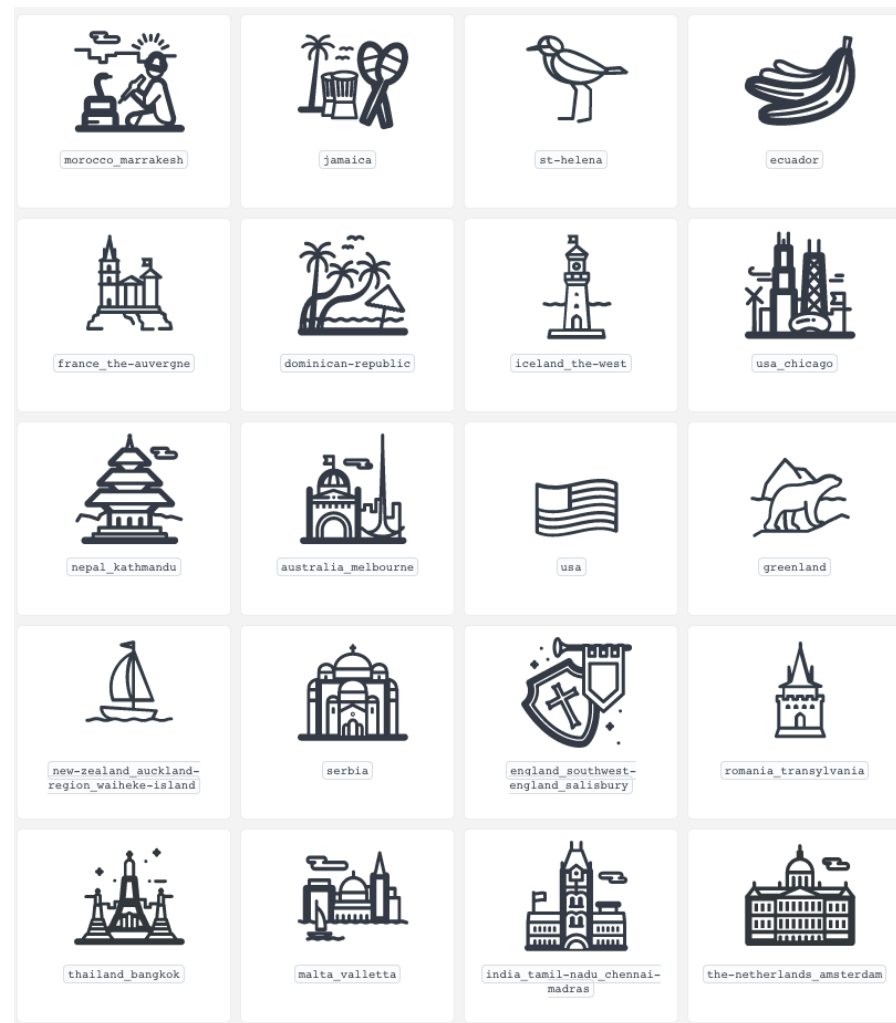 morocco_marrakesh
jamaica
st-helena
ecuador
france_the-auvergne
dominican-republic
iceland_the-west
usa_chicago
nepal_kathmandu
australia_melbourne
usa
greenland
new-zealand_auckland-
region_waiheke-island
serbia
england_southwest-
england_salisbury
romania_transylvania
thailand_bangkok
malta_valletta
india_tamil-nadu_chennai-
madras
the-netherlands_amsterdam